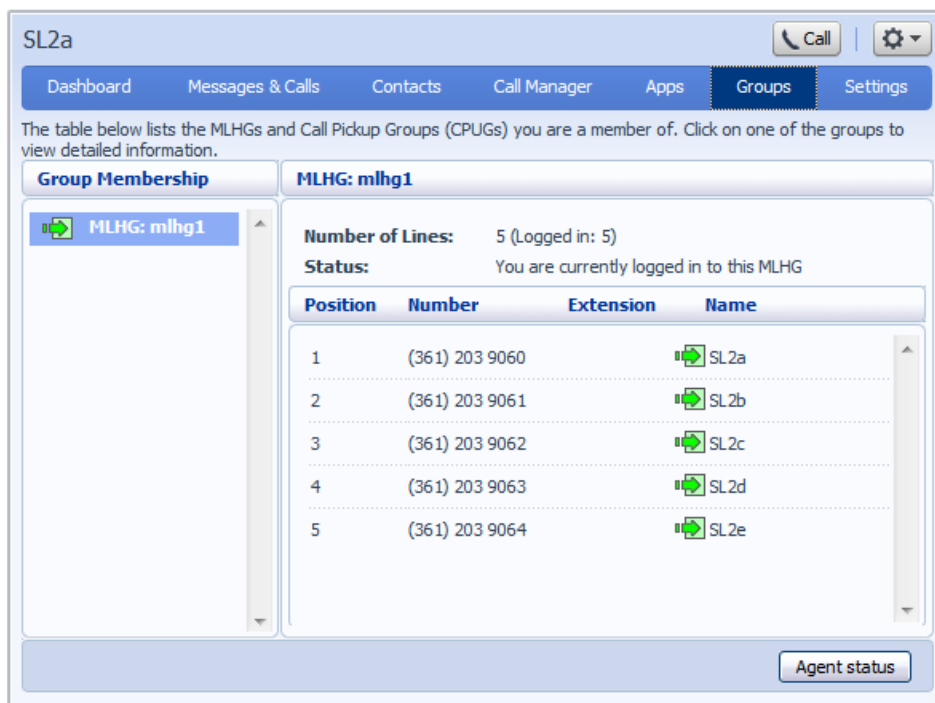 SL2a
Call
Dashboard Messages & Calls Contacts Call Manager Apps Groups Settings
The table below lists the MLHGs and Call Pickup Groups (CPUGs) you are a member of. Click on one of the groups to
view detailed information.
Group Membership
MLHG: mlhg1
MLHG: mlhg1
Number of Lines: 5 (Logged in: 5)
Status: You are currently logged in to this MLHG
Position Number Extension Name
1 (361) 203 9060 SL2a
2 (361) 203 9061 SL2b
3 (361) 203 9062 SL2c
4 (361) 203 9063 SL2d
5 (361) 203 9064 SL2e
Agent status